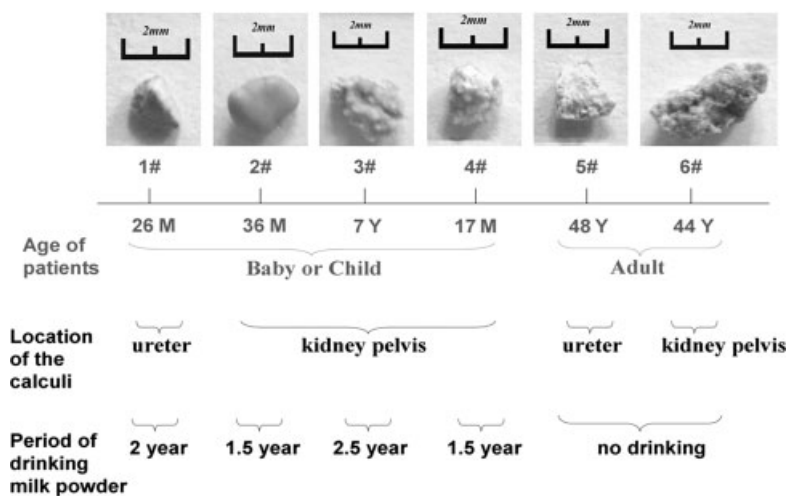 2mm 2mm 2mm 2mm 2mm 2mm
1# 2# 3# 4# 5# 6#
26 M 36 M 7 Y 17 M 48 Y 44 Y
Age of
patients
Baby or Child Adult
Location
of the
calculi
ureter kidney pelvis ureter kidney pelvis
Period of
drinking
milk powder
2 year 1.5 year 2.5 year 1.5 year no drinking